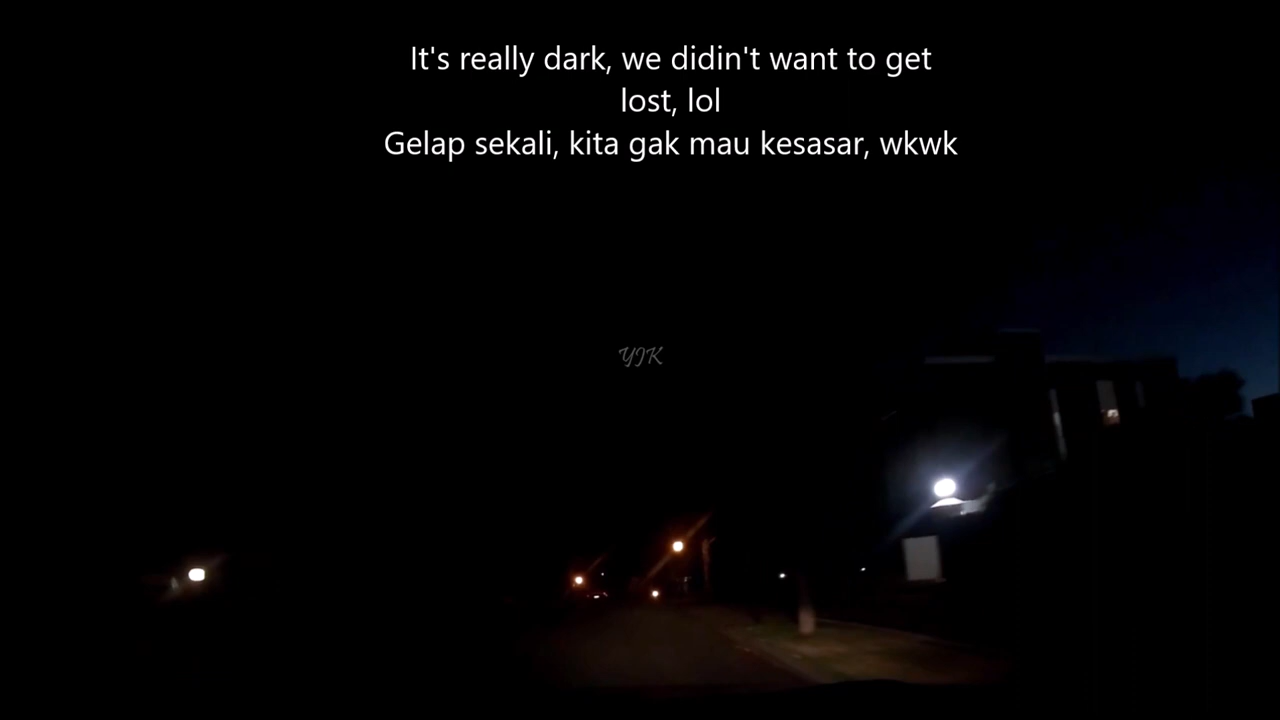 It's really dark, we didin't want to get
lost, lol
Gelap sekali, kita gak mau kesasar, wkwk
YJK